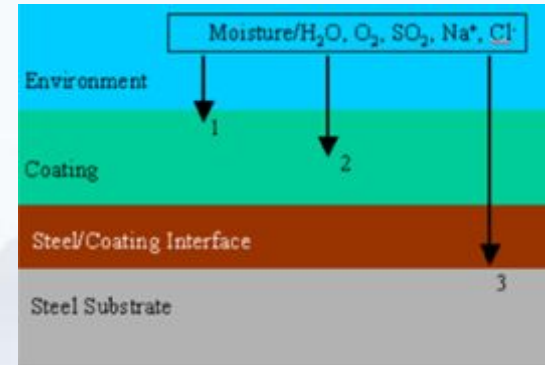 Moisture/H₂O, O₂, SO₂, Na⁺, Cl⁻
Environment
1
2
Coating
Steel/Coating Interface
3
Steel Substrate